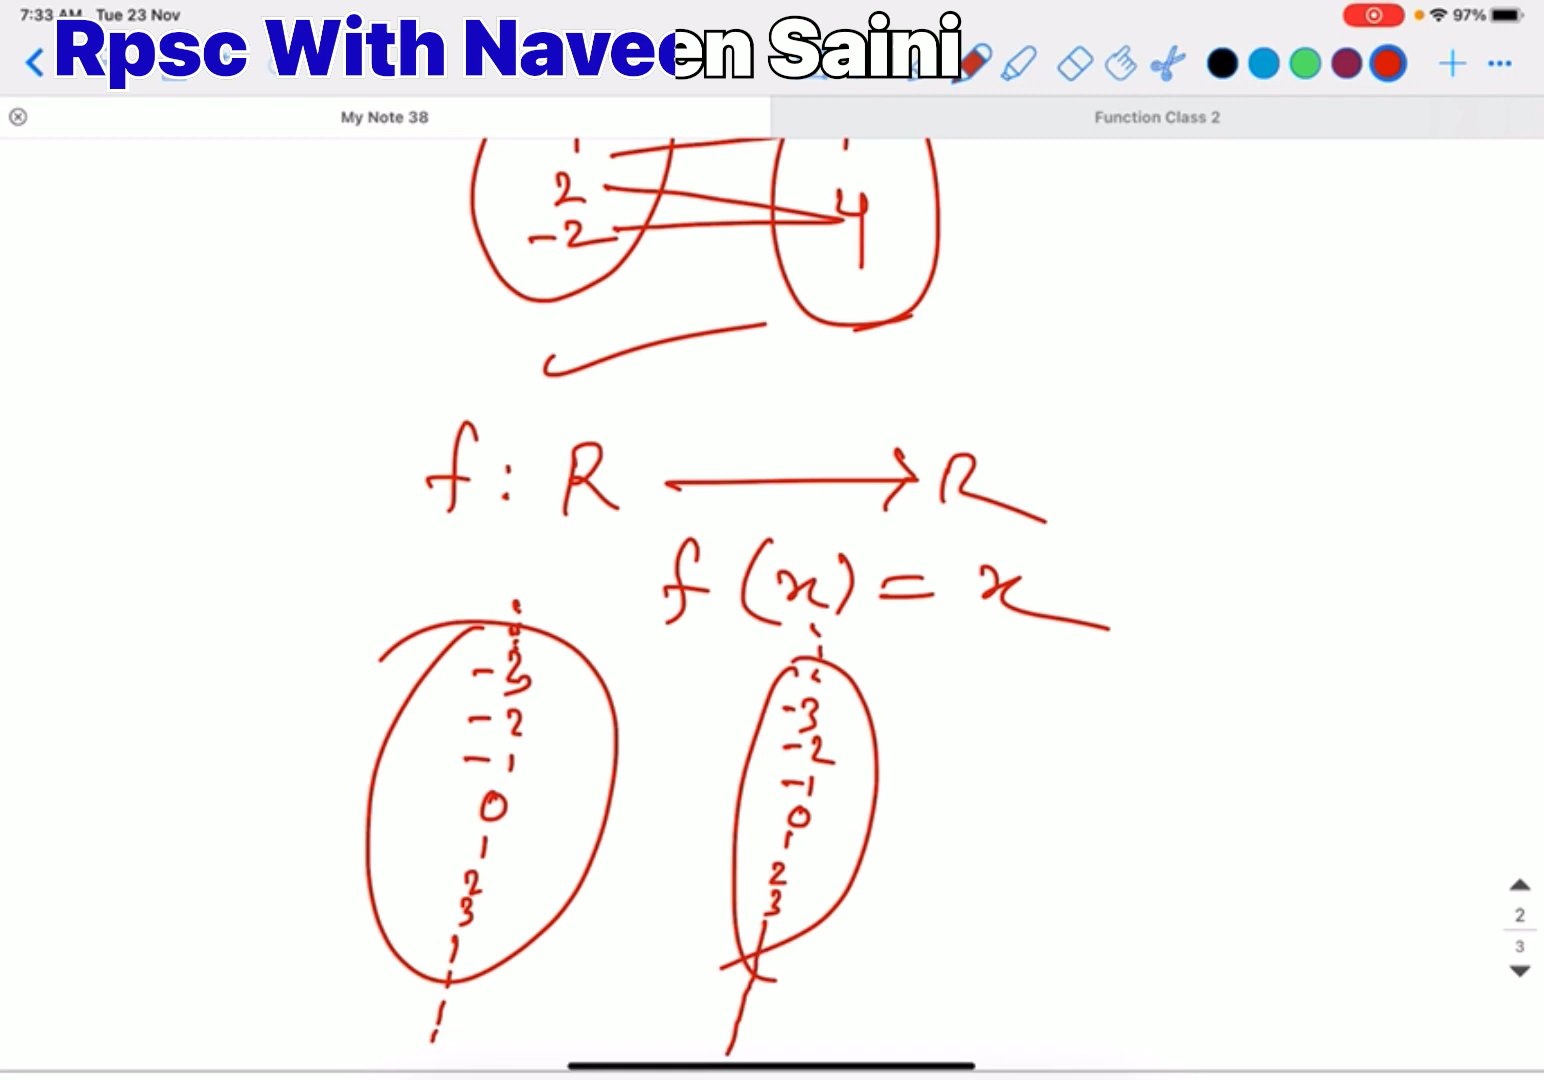 7:33 AM Tue 23 Nov
97%
Rpsc With Naveen Saini
My Note 38
Function Class 2
1 1
2 4
-2
f : R → R
f (x) = x
-3 -3
-2 -2
-1 -1
0 0
1 1
2 2
3 3
2
3